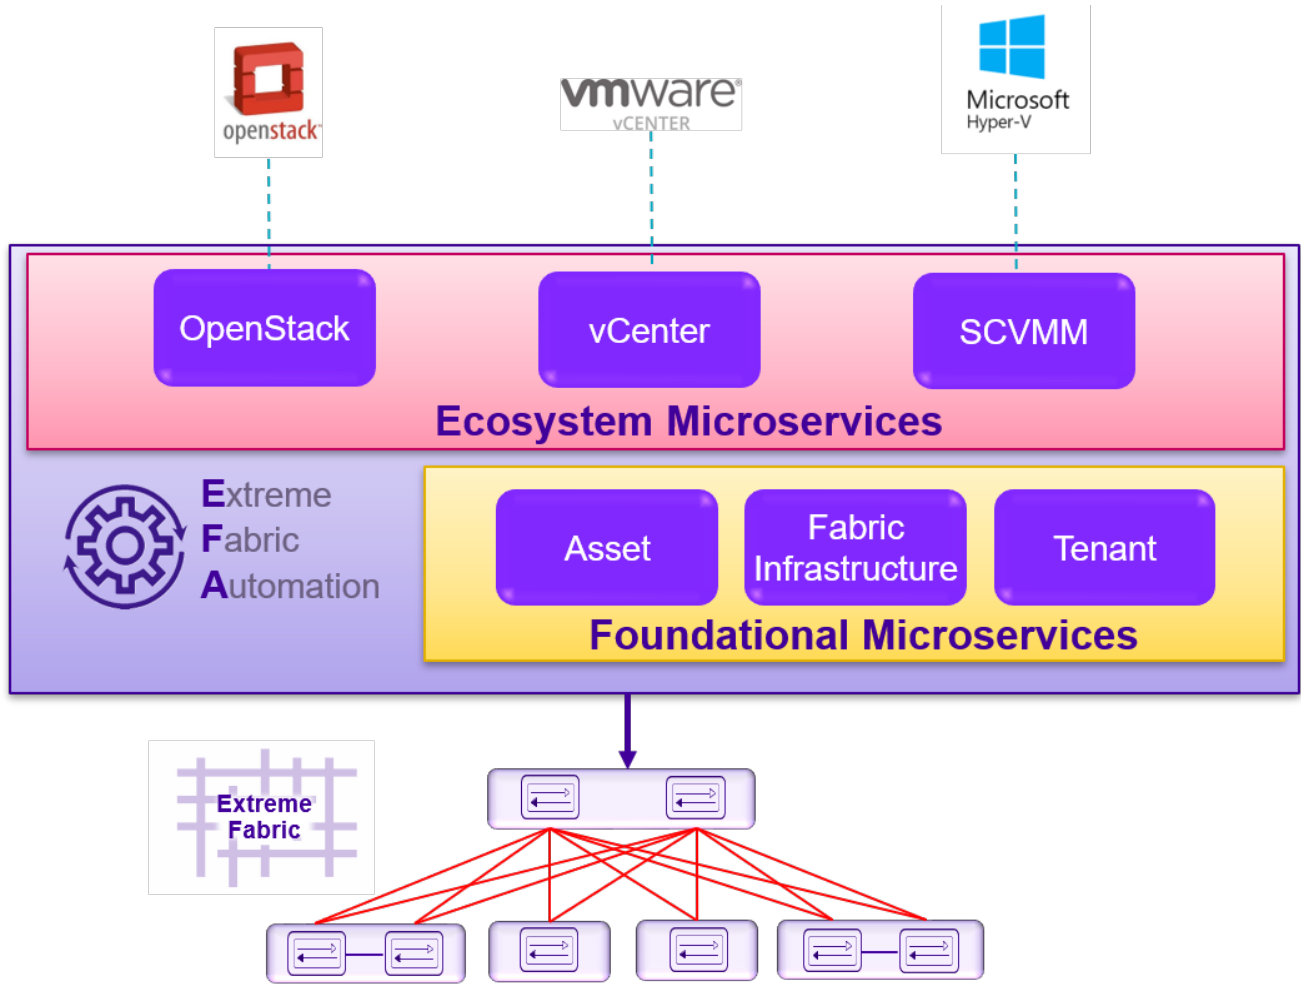 openstack™
vmware®
vCENTER
Microsoft
Hyper-V
OpenStack
vCenter
SCVMM
Ecosystem Microservices
Extreme
Fabric
Automation
Asset
Fabric
Infrastructure
Tenant
Foundational Microservices
Extreme
Fabric